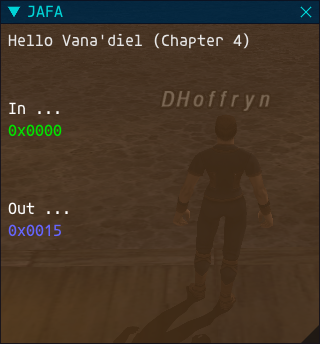 JAFA
Hello Vana'diel (Chapter 4)
DHoffryn
In ...
0x0000
Out ...
0x0015